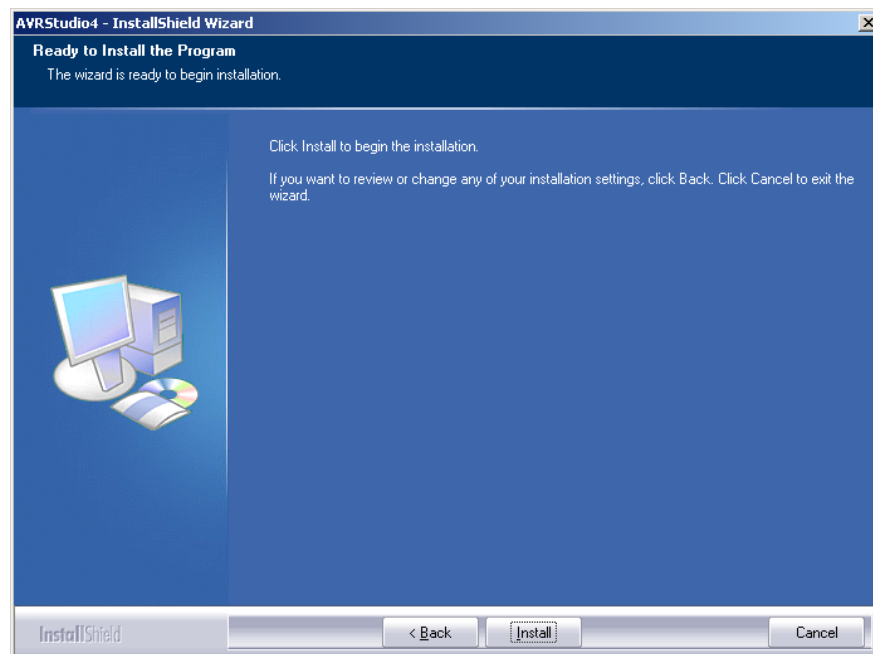 AVRStudio4 - InstallShield Wizard
Ready to Install the Program
The wizard is ready to begin installation.
Click Install to begin the installation.
If you want to review or change any of your installation settings, click Back. Click Cancel to exit the
wizard.
InstallShield
< Back
Install
Cancel